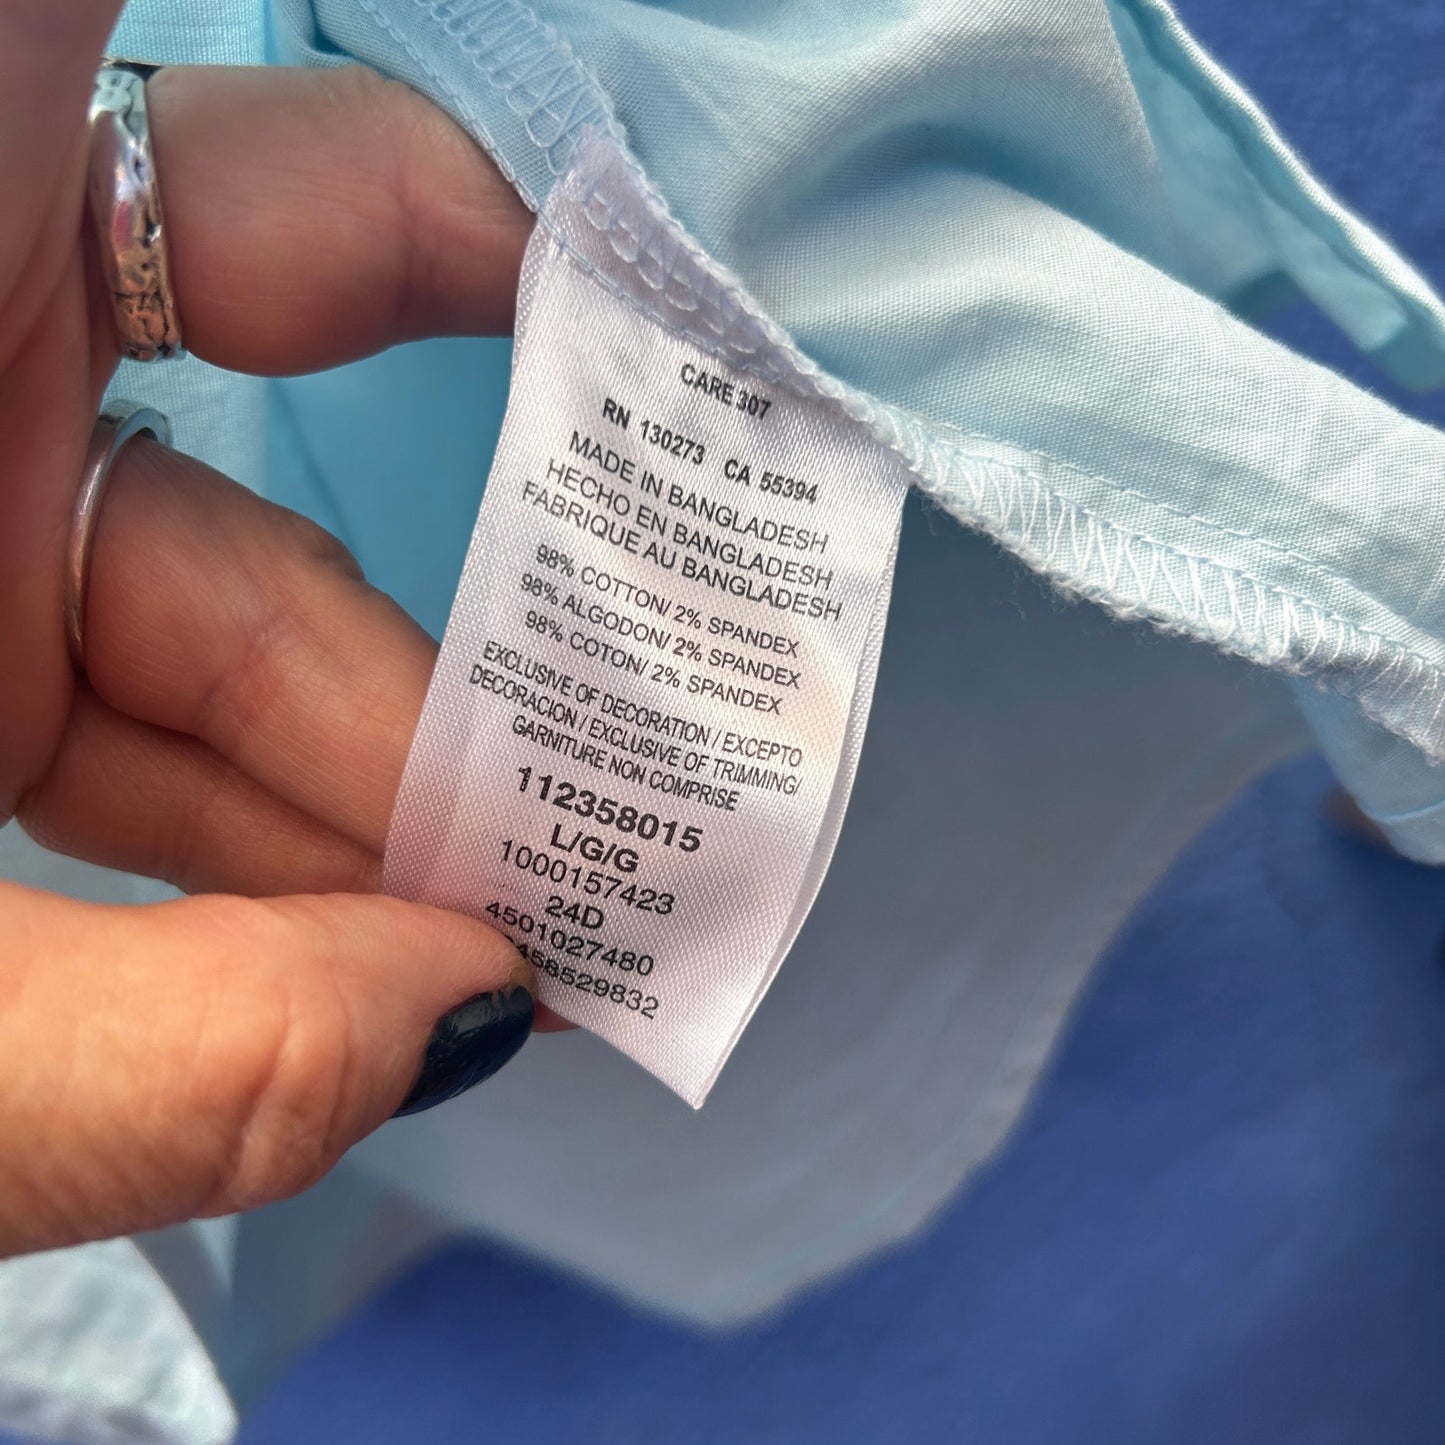 CARE 307
RN 130273 CA 55394
MADE IN BANGLADESH
HECHO EN BANGLADESH
FABRIQUE AU BANGLADESH
98% COTTON/ 2% SPANDEX
98% ALGODON/ 2% SPANDEX
98% COTON/ 2% SPANDEX
EXCLUSIVE OF DECORATION / EXCEPTO
DECORACION / EXCLUSIVE OF TRIMMING/
GARNITURE NON COMPRISE
112358015
L/G/G
1000157423
24D
4501027480